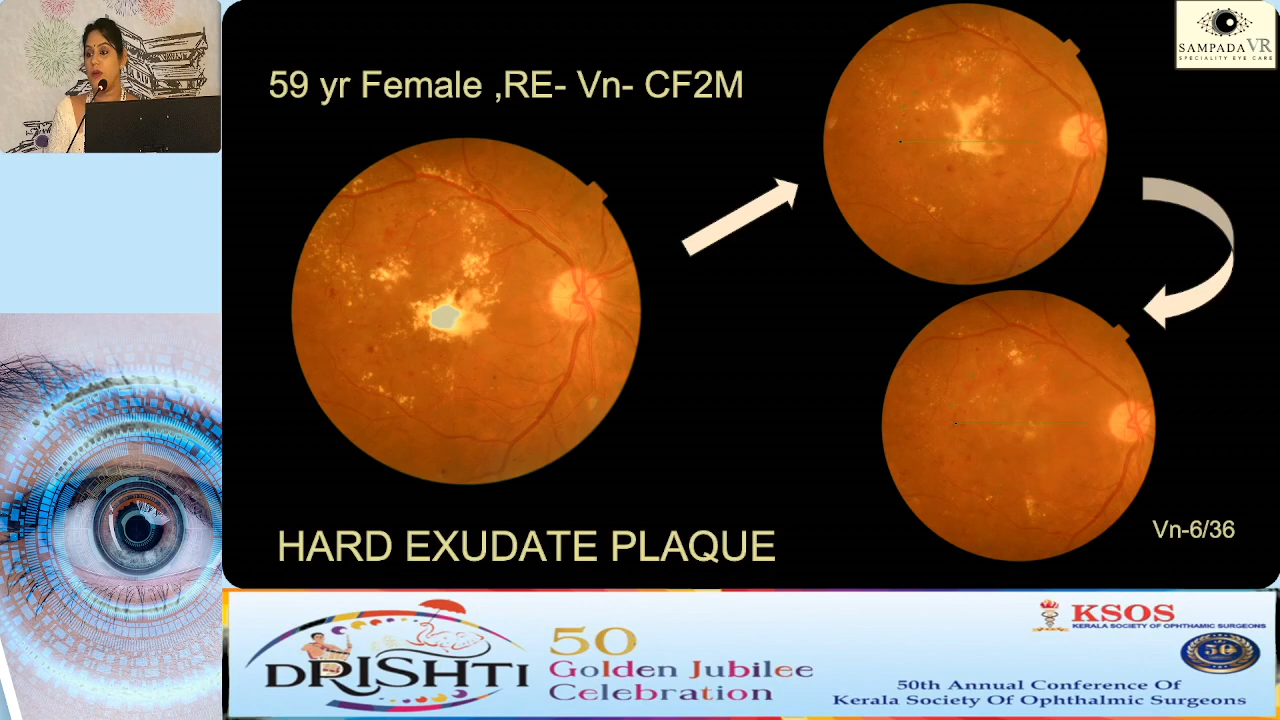 59 yr Female ,RE- Vn- CF2M
SAMPADA VR
SPECIALITY EYE CARE
HARD EXUDATE PLAQUE
Vn-6/36
DRISHTI
50
Golden Jubilee
Celebration
KSOS
KERALA SOCIETY OF OPHTHAMIC SURGEONS
50
50th Annual Conference Of
Kerala Society Of Ophthalmic Surgeons